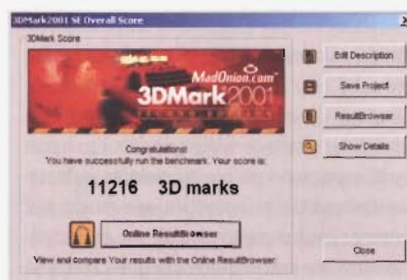 3DMark2001 SE Overall Score
3DMark Score
MadOnion.com
3DMark2001
SECOND EDITION
Congratulations!
You have successfully run the benchmark. Your score is:
11216 3D marks
Online ResultBrowser
View and compare Your results with the Online ResultBrowser
Edit Description
Save Project
ResultBrowser
Show Details
Close